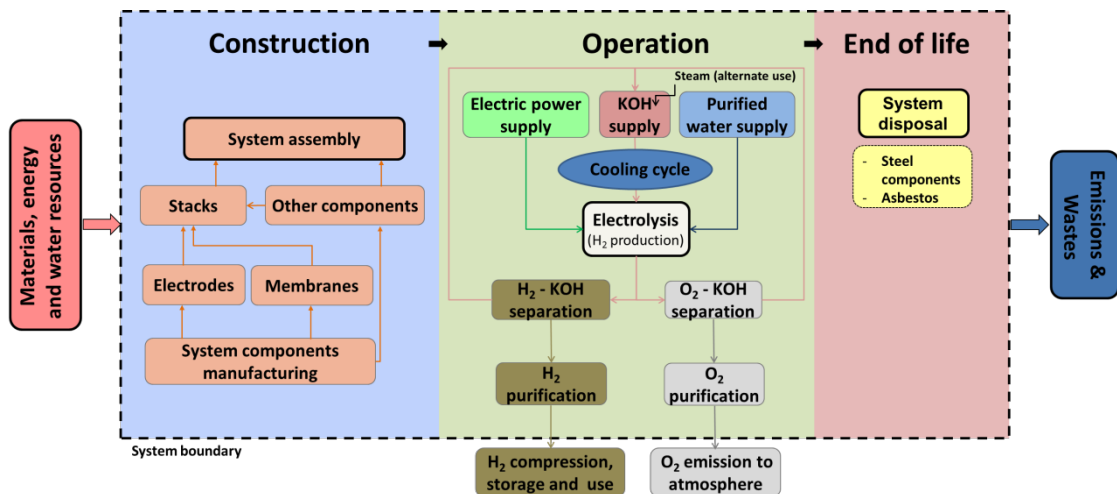 Construction
Operation
End of life
Materials, energy
and water resources
System assembly
Stacks
Other components
Electrodes
Membranes
System components
manufacturing
Steam (alternate use)
Electric power
supply
KOH
supply
Purified
water supply
Cooling cycle
Electrolysis
(H₂ production)
H₂ - KOH
separation
O₂ - KOH
separation
H₂
purification
O₂
purification
H₂ compression,
storage and use
O₂ emission to
atmosphere
System
disposal
- Steel
components
- Asbestos
Emissions &
Wastes
System boundary